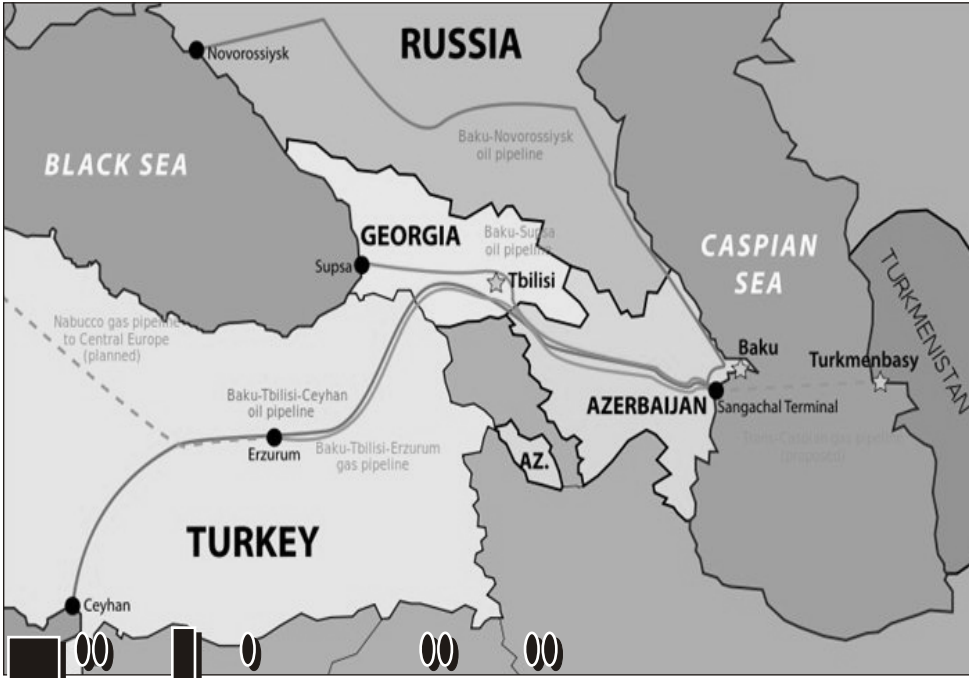 RUSSIA
Novorossiysk
Baku-Novorossiysk
oil pipeline
BLACK SEA
GEORGIA
Baku-Supsa
oil pipeline
CASPIAN
SEA
TURKMENISTAN
Supsa
Tbilisi
Nabucco gas pipeline
to Central Europe
(planned)
Baku
Turkmenbasy
Baku-Tbilisi-Ceyhan
oil pipeline
AZERBAIJAN
Sangachal Terminal
Erzurum
Baku-Tbilisi-Erzurum
gas pipeline
Trans-Caspian gas pipeline
AZ.
TURKEY
Ceyhan